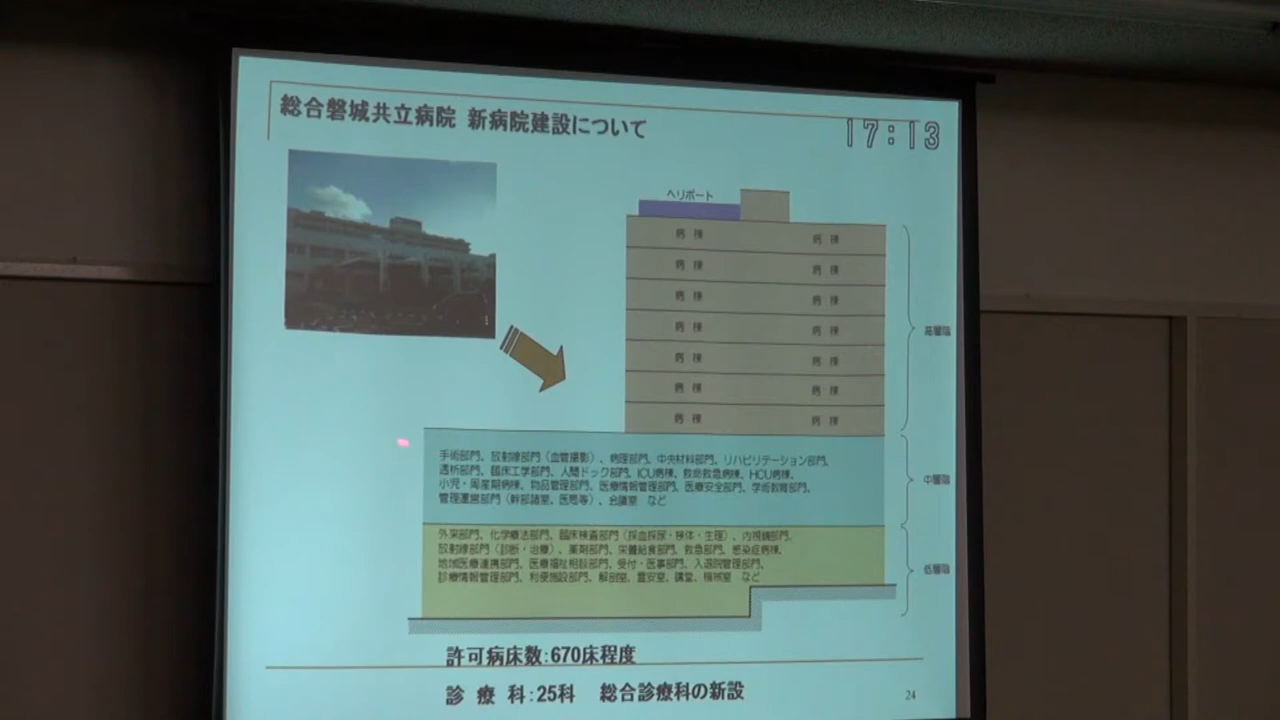 総合磐城共立病院 新病院建設について
17:13
ヘリポート
病 棟 病 棟
病 棟 病 棟
病 棟 病 棟
病 棟 病 棟
病 棟 病 棟
病 棟 病 棟
病 棟 病 棟
高層階
手術部門、放射線部門（血管撮影）、病理部門、中央材料部門、リハビリテーション部門、
透析部門、臨床工学部門、人間ドック部門、ICU病棟、救命救急病棟、HCU病棟、
小児・周産期病棟、物品管理部門、医療情報管理部門、医療安全部門、学術教育部門、
管理運営部門（幹部諸室、医局等）、会議室 など
中層階
外来部門、化学療法部門、臨床検査部門（採血採尿・検体・生理）、内視鏡部門、
放射線部門（診断・治療）、薬剤部門、栄養給食部門、救急部門、感染症病棟、
地域医療連携部門、医療福祉相談部門、受付・医事部門、入退院管理部門、
診療情報管理部門、利便施設部門、解剖室、霊安室、講堂、機械室 など
低層階
許可病床数:670床程度
診 療 科:25科 総合診療科の新設
24